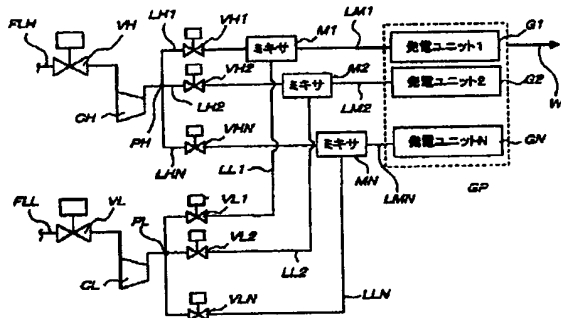 FLH
VH
LH1
VH1
M1
LM1
G1
ミキサ
発電ユニット1
VH2
M2
G2
ミキサ
発電ユニット2
W
CH
PH
LH2
LM2
VHN
ミキサ
発電ユニットN
GN
LHN
LL1
MN
LMN
GP
FLL
VL
VL1
PL
VL2
CL
LL2
VLN
LLN